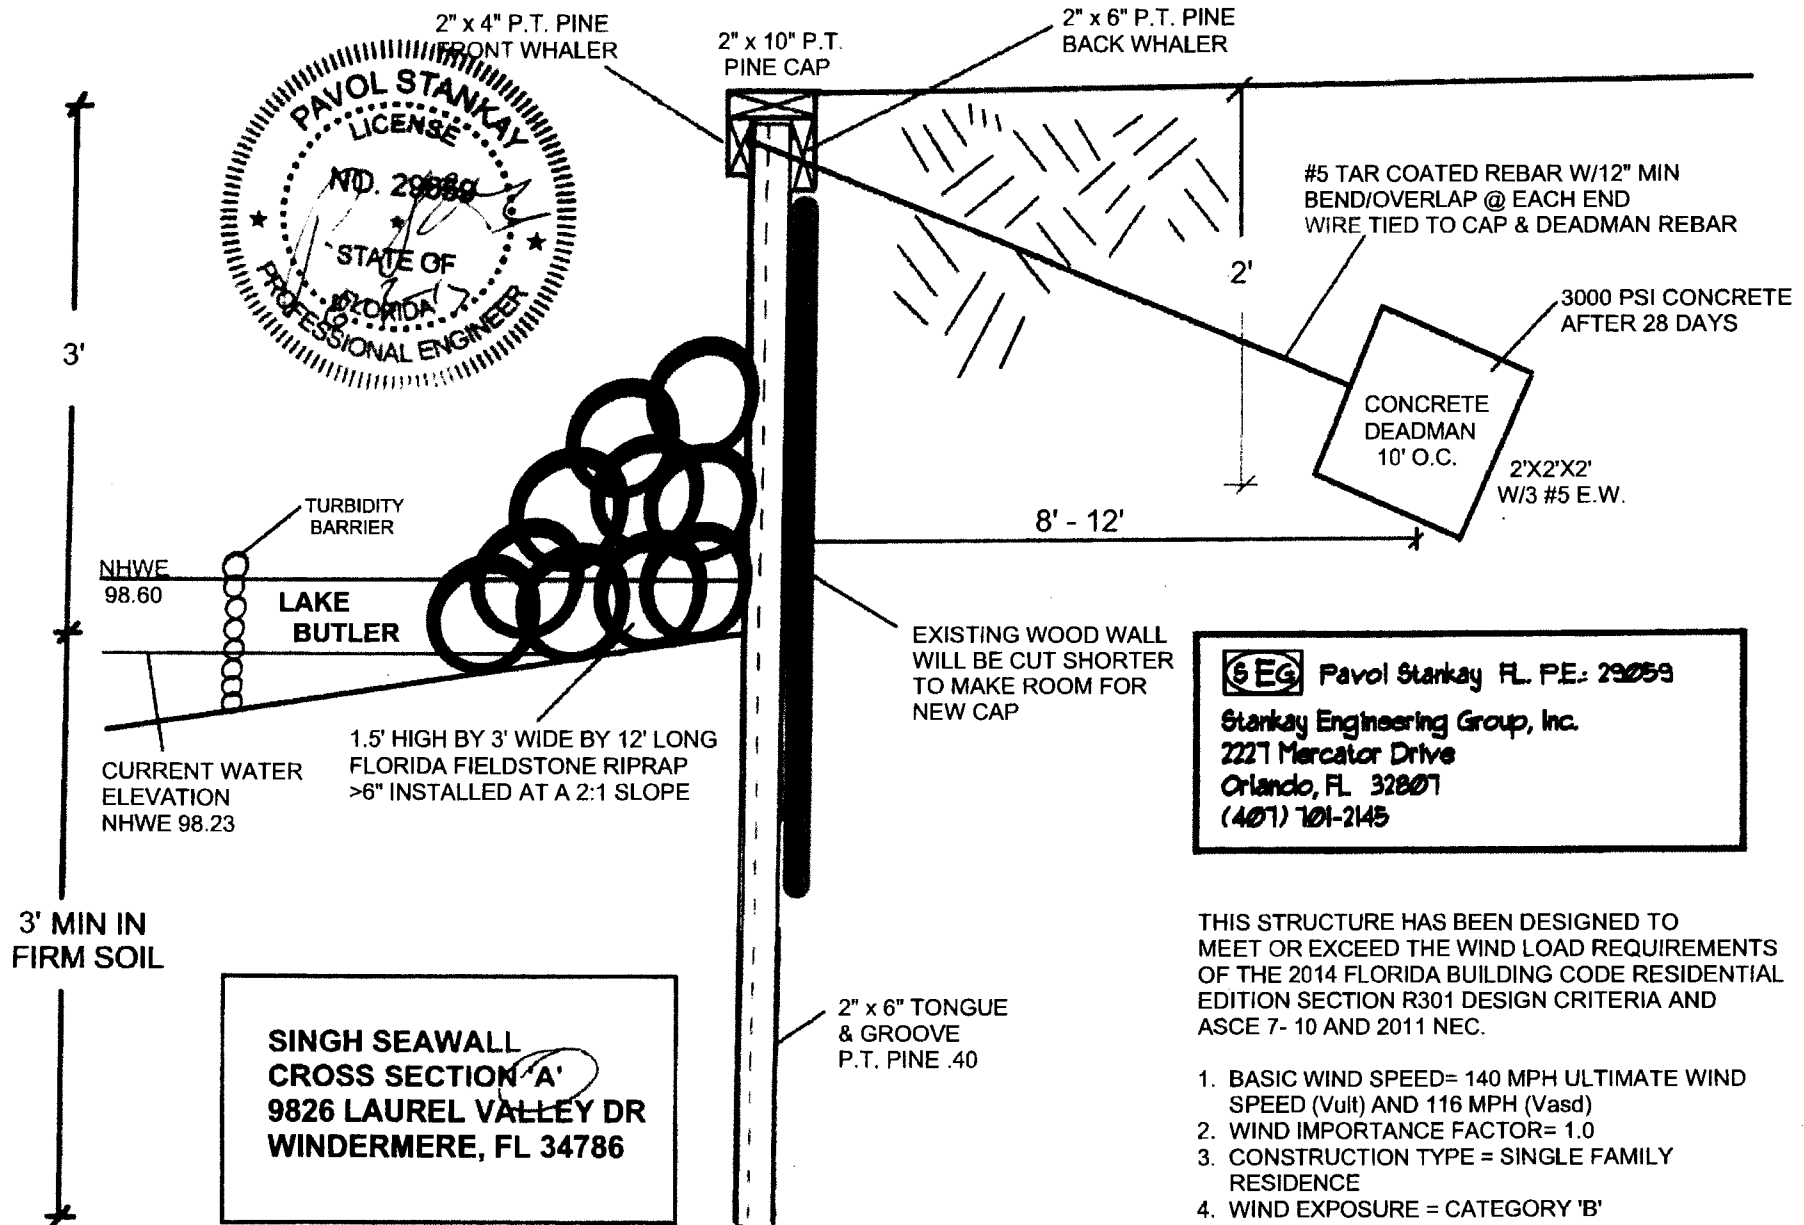 2" x 4" P.T. PINE
FRONT WHALER
2" x 10" P.T.
PINE CAP
2" x 6" P.T. PINE
BACK WHALER
PAVOL STANKAY
LICENSE
NO. 29059
STATE OF
FLORIDA
PROFESSIONAL ENGINEER
3'
2'
#5 TAR COATED REBAR W/12" MIN
BEND/OVERLAP @ EACH END
WIRE TIED TO CAP & DEADMAN REBAR
3000 PSI CONCRETE
AFTER 28 DAYS
CONCRETE
DEADMAN
10' O.C.
2'X2'X2'
W/3 #5 E.W.
8' - 12'
TURBIDITY
BARRIER
NHWE
98.60
LAKE
BUTLER
EXISTING WOOD WALL
WILL BE CUT SHORTER
TO MAKE ROOM FOR
NEW CAP
CURRENT WATER
ELEVATION
NHWE 98.23
1.5' HIGH BY 3' WIDE BY 12' LONG
FLORIDA FIELDSTONE RIPRAP
>6" INSTALLED AT A 2:1 SLOPE
SEG Pavol Stankay FL. P.E.: 29059
Stankay Engineering Group, Inc.
2227 Mercator Drive
Orlando, FL 32807
(407) 701-2145
3' MIN IN
FIRM SOIL
SINGH SEAWALL
CROSS SECTION 'A'
9826 LAUREL VALLEY DR
WINDERMERE, FL 34786
2" x 6" TONGUE
& GROOVE
P.T. PINE .40
THIS STRUCTURE HAS BEEN DESIGNED TO
MEET OR EXCEED THE WIND LOAD REQUIREMENTS
OF THE 2014 FLORIDA BUILDING CODE RESIDENTIAL
EDITION SECTION R301 DESIGN CRITERIA AND
ASCE 7- 10 AND 2011 NEC.
1. BASIC WIND SPEED= 140 MPH ULTIMATE WIND
SPEED (Vult) AND 116 MPH (Vasd)
2. WIND IMPORTANCE FACTOR= 1.0
3. CONSTRUCTION TYPE = SINGLE FAMILY
RESIDENCE
4. WIND EXPOSURE = CATEGORY 'B'